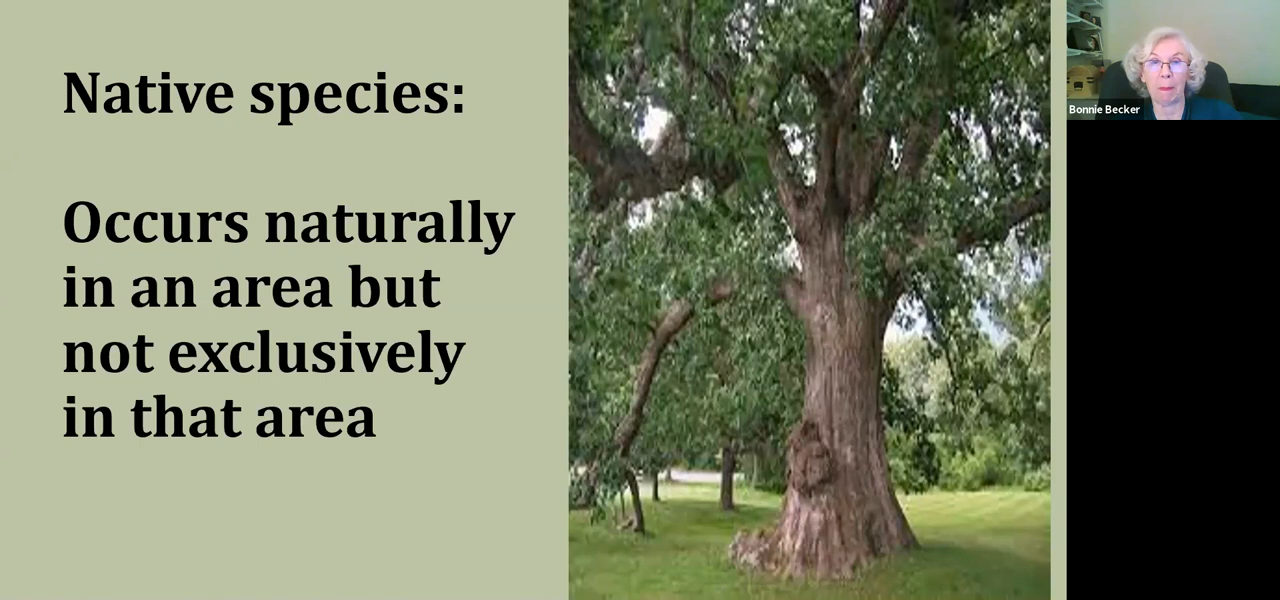 Native species:
Occurs naturally
in an area but
not exclusively
in that area
Bonnie Becker